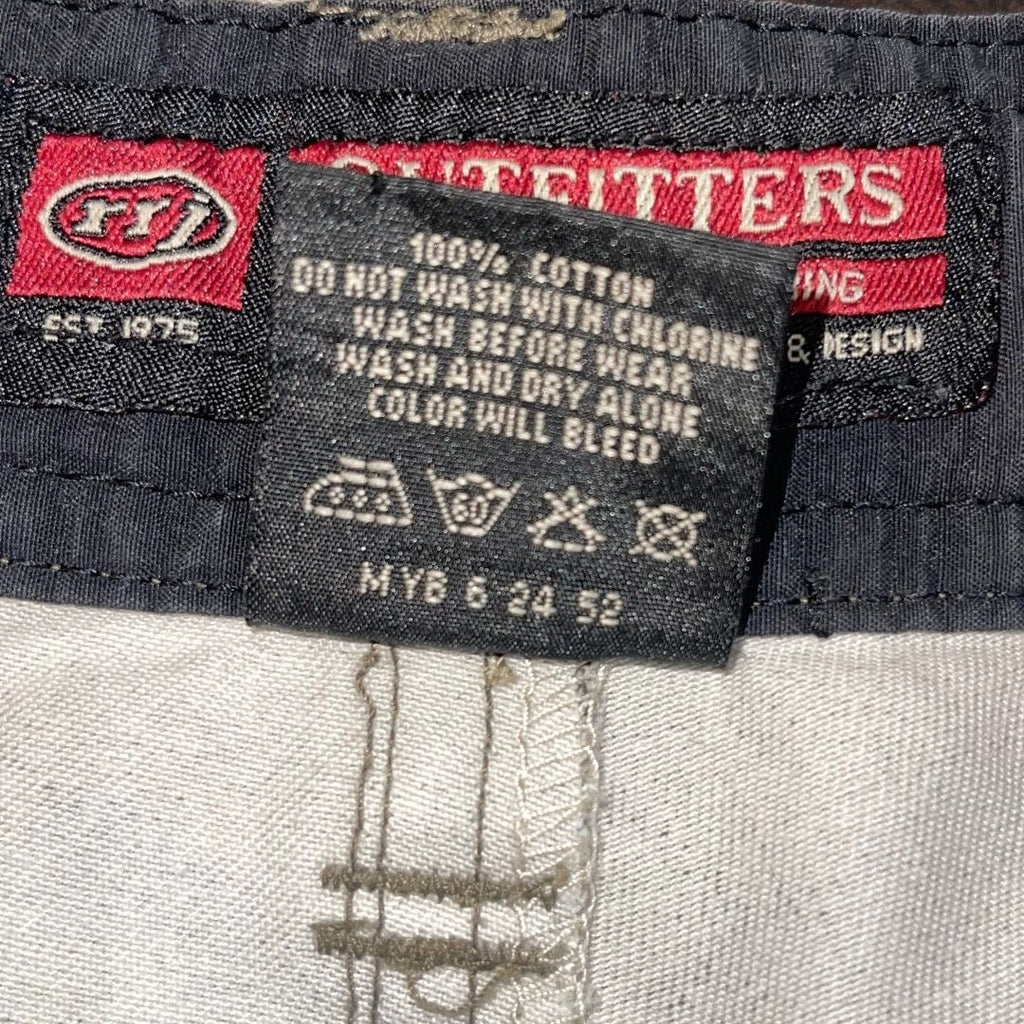 rrj
EST 1975
OUTFITTERS
& DESIGN
100% COTTON
DO NOT WASH WITH CHLORINE
WASH BEFORE WEAR
WASH AND DRY ALONE
COLOR WILL BLEED
60
MYB 6 24 52